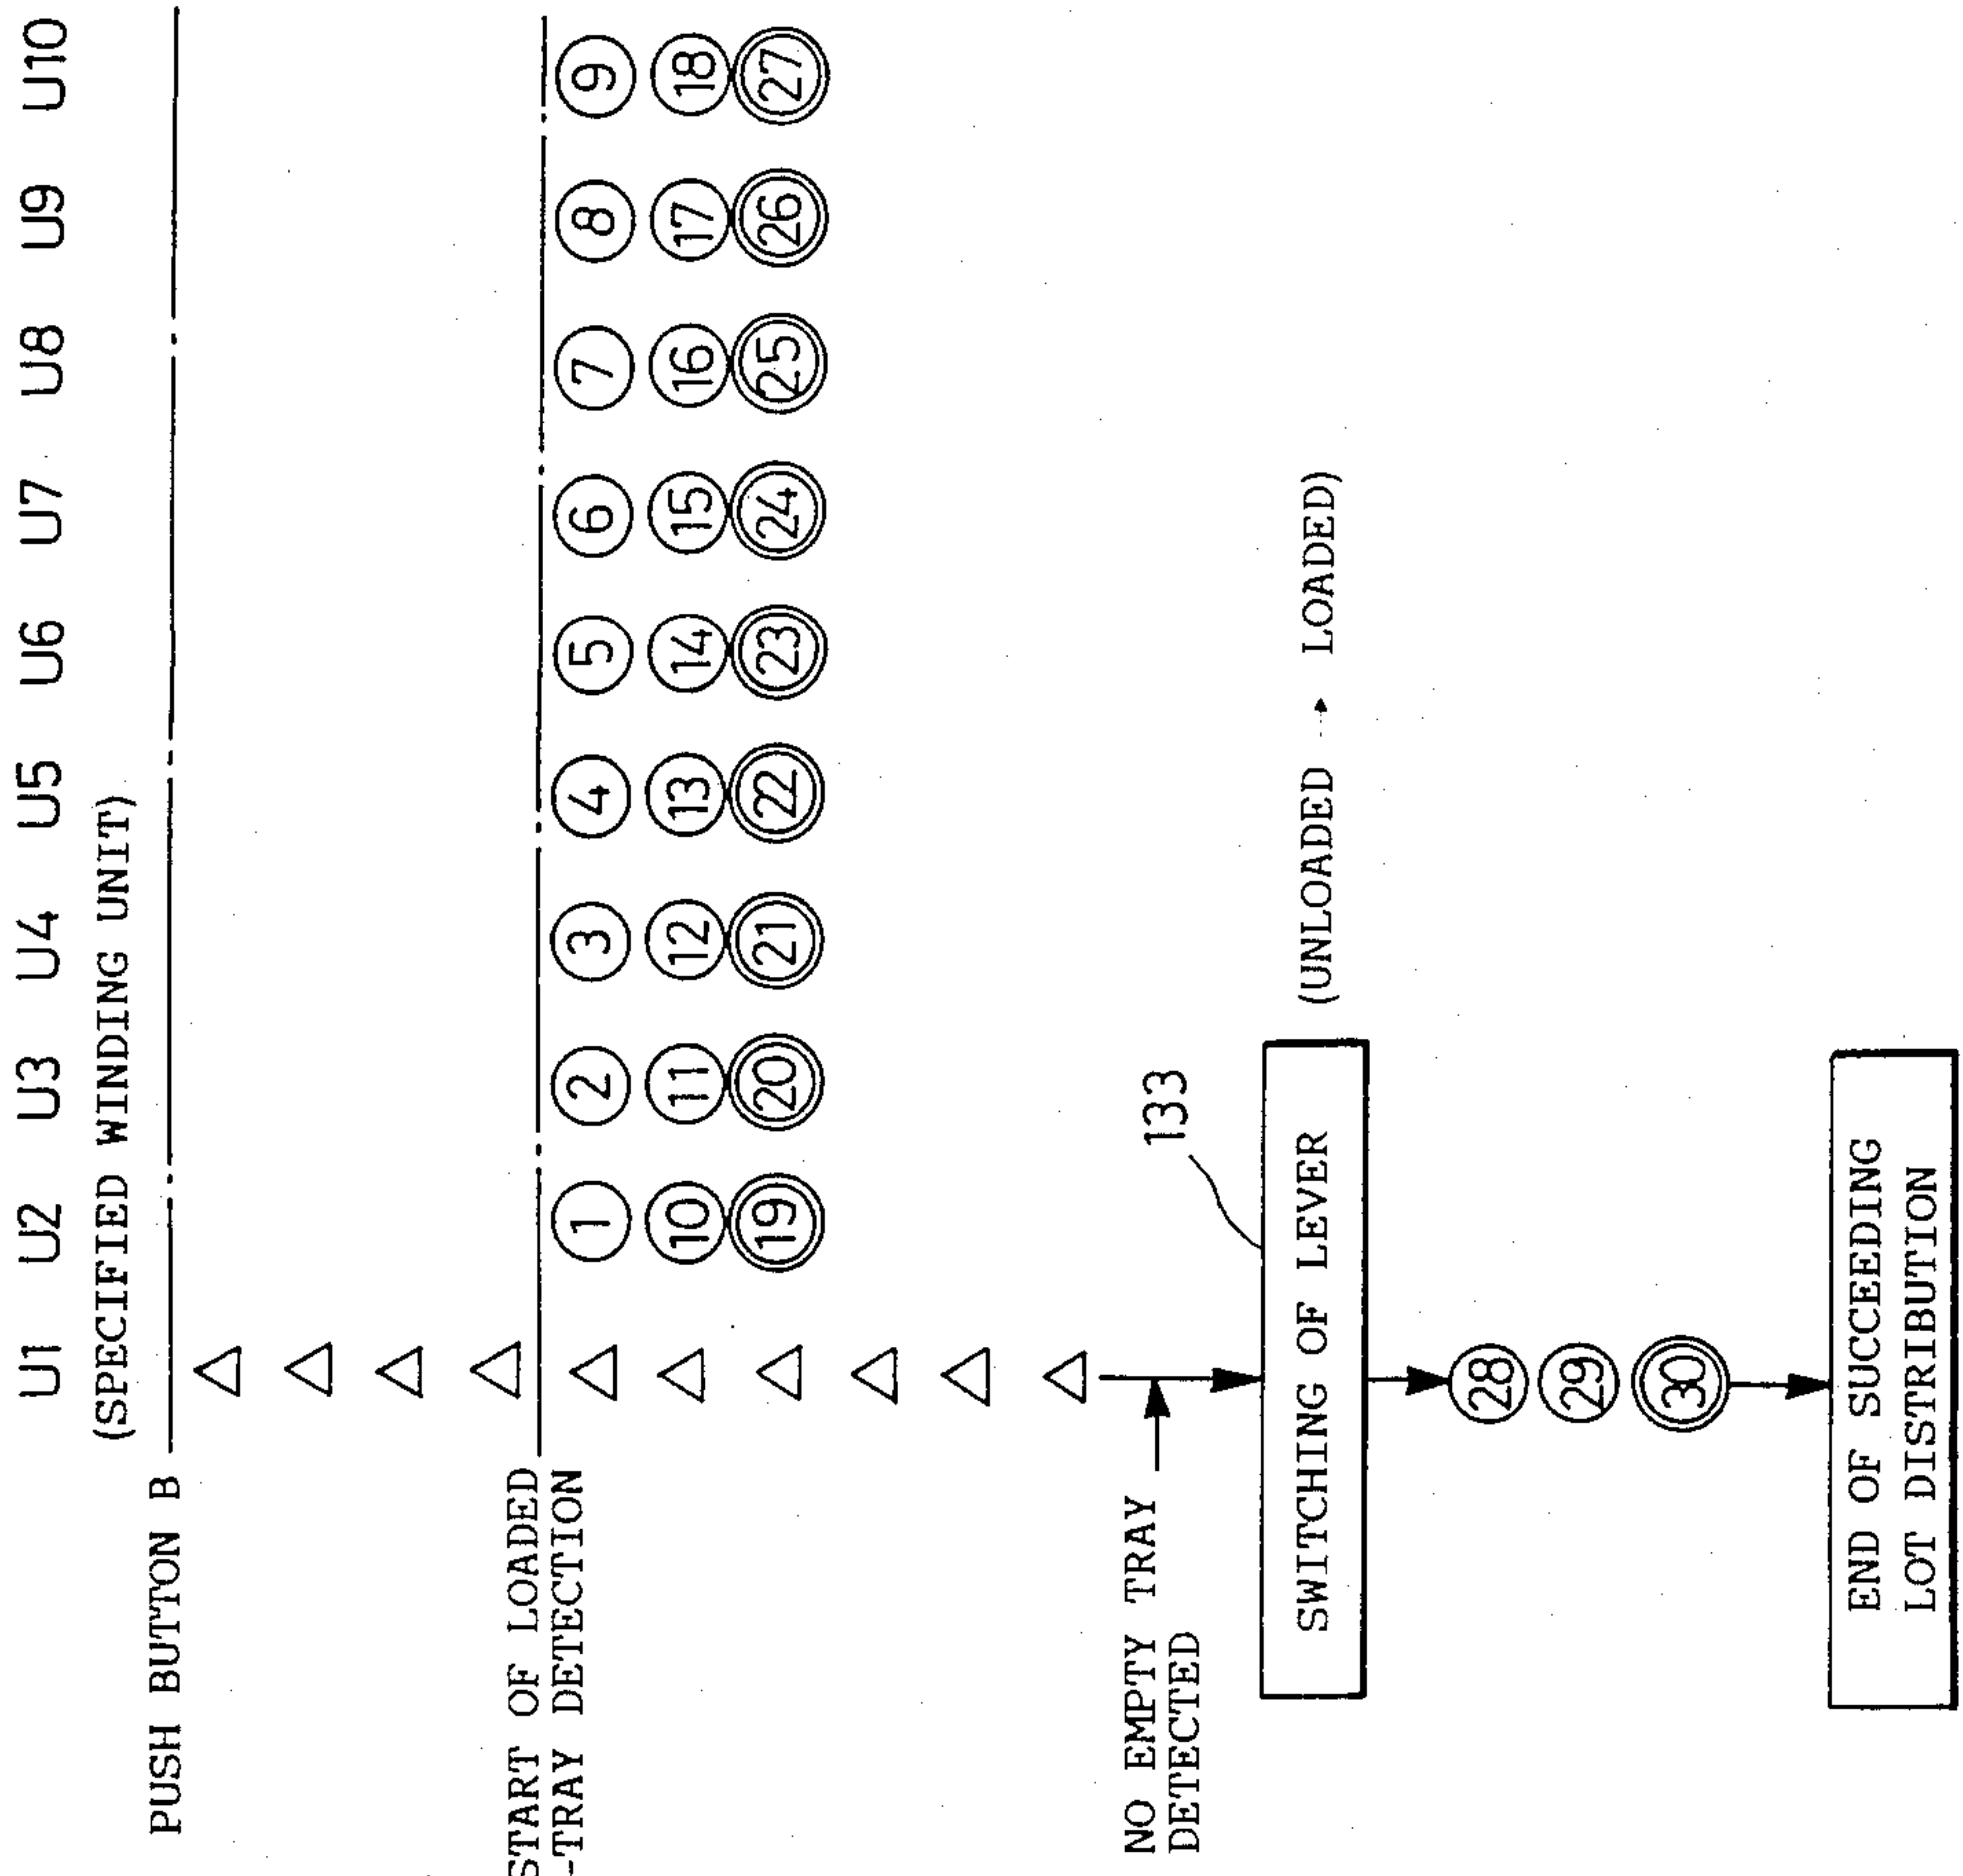 U1 U2 U3 U4 U5 U6 U7 U8 U9 U10
(SPECIFIED WINDING UNIT)
PUSH BUTTON B
START OF LOADED
-TRAY DETECTION
1 2 3 4 5 6 7 8 9
10 11 12 13 14 15 16 17 18
19 20 21 22 23 24 25 26 27
NO EMPTY TRAY
DETECTED
133
SWITCHING OF LEVER
(UNLOADED → LOADED)
28
29
30
END OF SUCCEEDING
LOT DISTRIBUTION